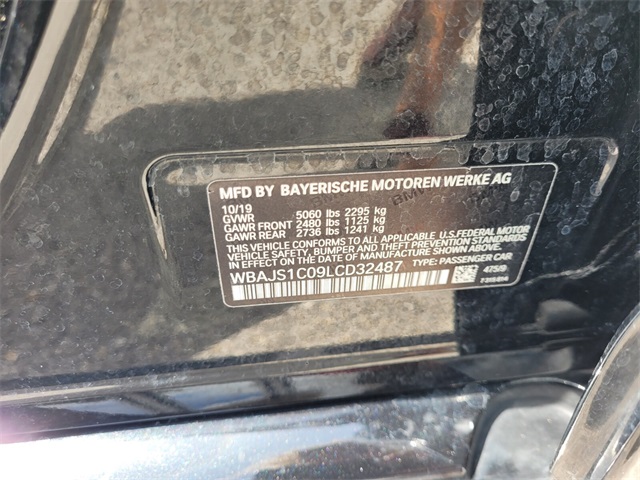 MFD BY BAYERISCHE MOTOREN WERKE AG
10/19
GVWR 5060 lbs 2295 kg
GAWR FRONT 2480 lbs 1125 kg
GAWR REAR 2736 lbs 1241 kg
THIS VEHICLE CONFORMS TO ALL APPLICABLE U.S.FEDERAL MOTOR
VEHICLE SAFETY, BUMPER, AND THEFT PREVENTION STANDARDS
IN EFFECT ON THE DATE OF MANUFACTURE SHOWN ABOVE.
WBAJS1C09LCD32487 TYPE: PASSENGER CAR
475/9